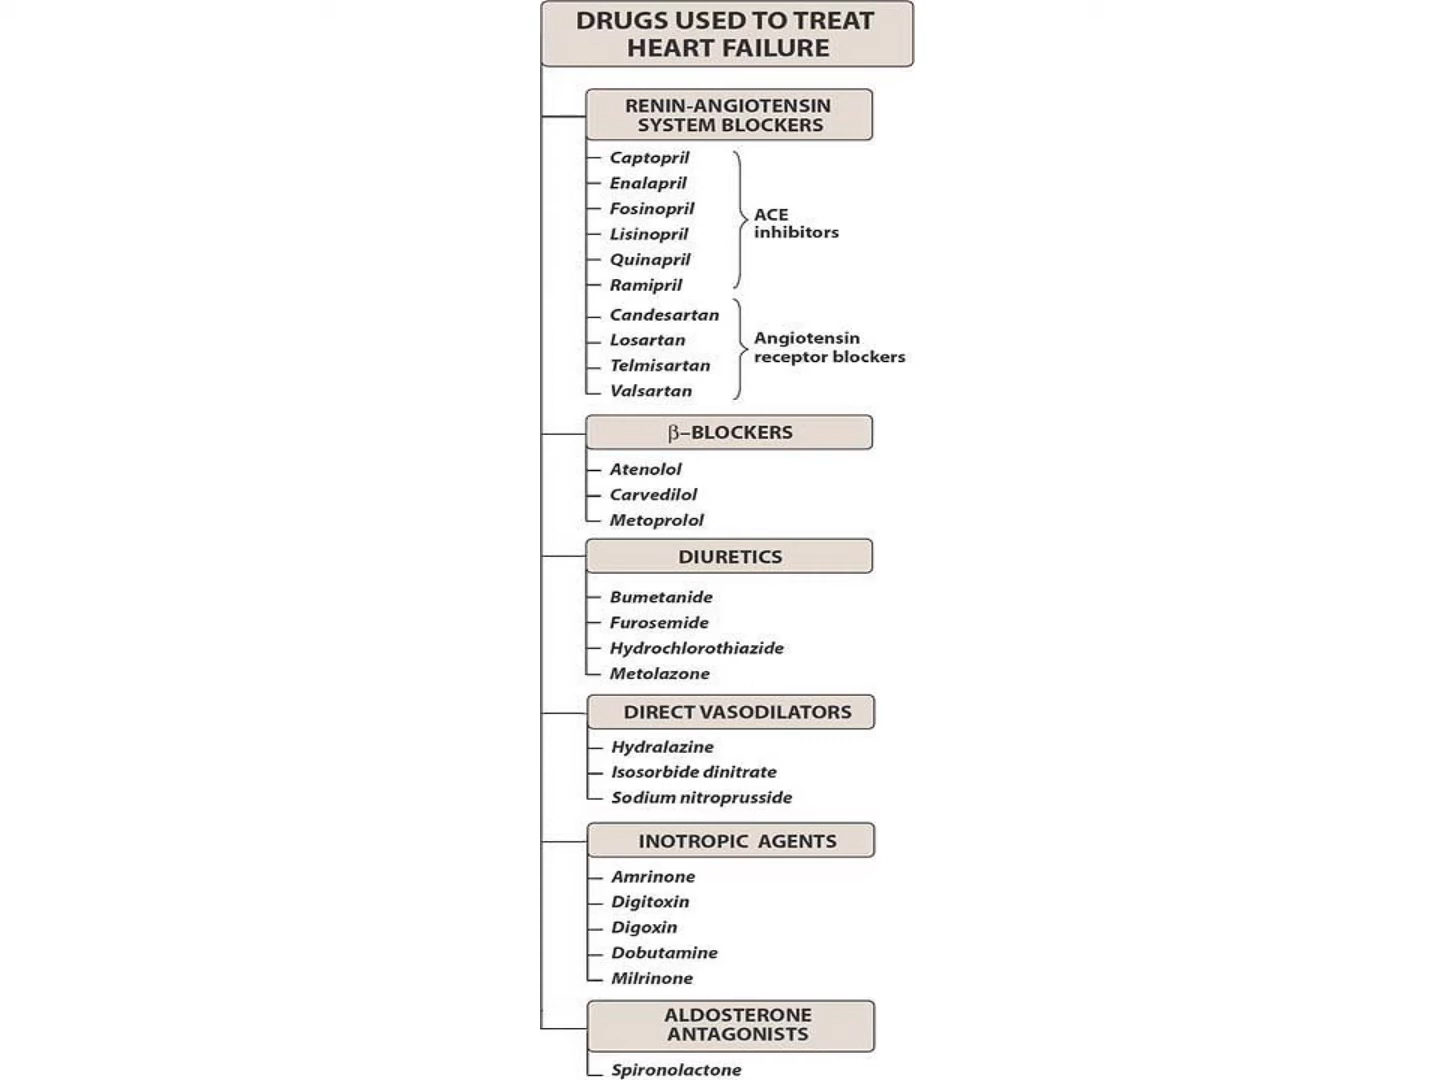 DRUGS USED TO TREAT
HEART FAILURE
RENIN-ANGIOTENSIN
SYSTEM BLOCKERS
Captopril
Enalapril
Fosinopril
Lisinopril
Quinapril
Ramipril
ACE
inhibitors
Candesartan
Losartan
Telmisartan
Valsartan
Angiotensin
receptor blockers
β–BLOCKERS
Atenolol
Carvedilol
Metoprolol
DIURETICS
Bumetanide
Furosemide
Hydrochlorothiazide
Metolazone
DIRECT VASODILATORS
Hydralazine
Isosorbide dinitrate
Sodium nitroprusside
INOTROPIC AGENTS
Amrinone
Digitoxin
Digoxin
Dobutamine
Milrinone
ALDOSTERONE
ANTAGONISTS
Spironolactone